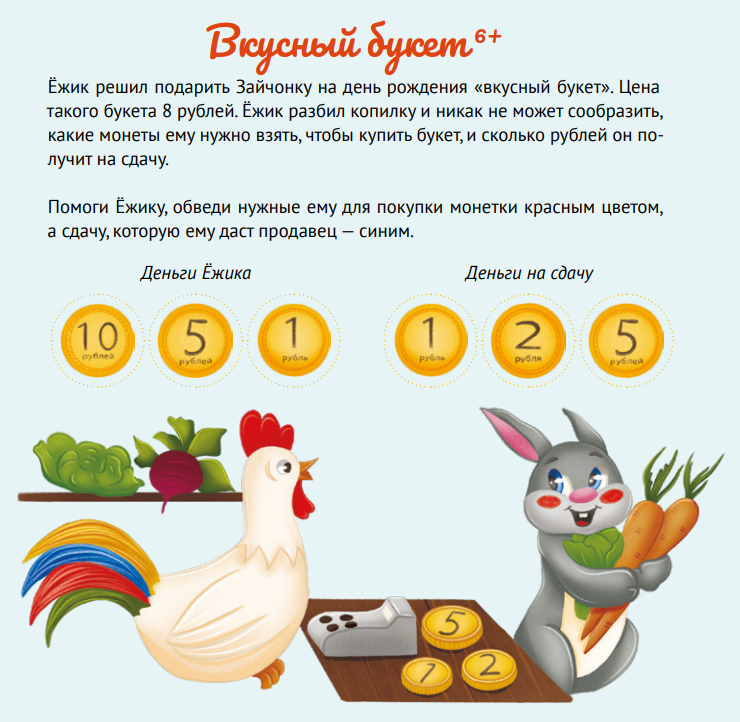 Вкусный букет 6+
Ёжик решил подарить Зайчонку на день рождения «вкусный букет». Цена
такого букета 8 рублей. Ёжик разбил копилку и никак не может сообразить,
какие монеты ему нужно взять, чтобы купить букет, и сколько рублей он по-
лучит на сдачу.
Помоги Ёжику, обведи нужные ему для покупки монетки красным цветом,
а сдачу, которую ему даст продавец — синим.
Деньги Ёжика
Деньги на сдачу
10 рублей
5 рублей
1 рубль
1 рубль
2 рубля
5 рублей
5
1
2